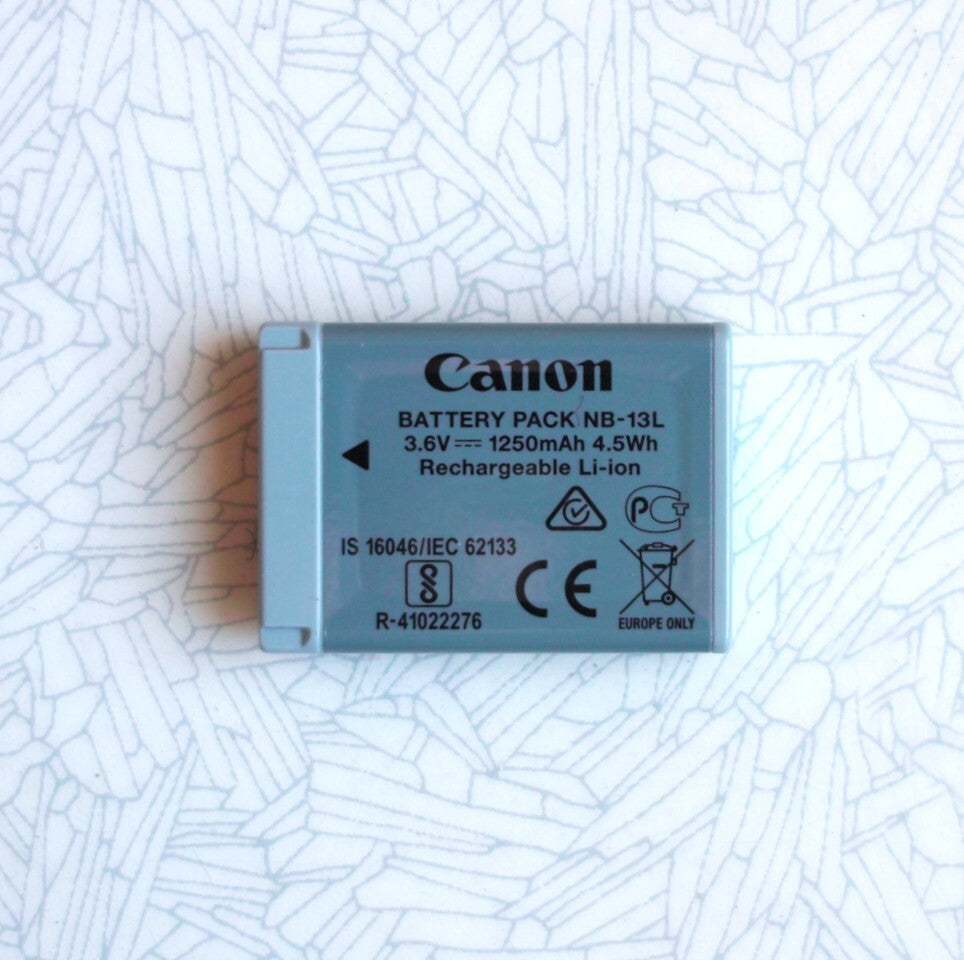 Canon
BATTERY PACK NB-13L
3.6V⎓ 1250mAh 4.5Wh
Rechargeable Li-ion
РСТ
IS 16046/IEC 62133
CE
R-41022276
EUROPE ONLY